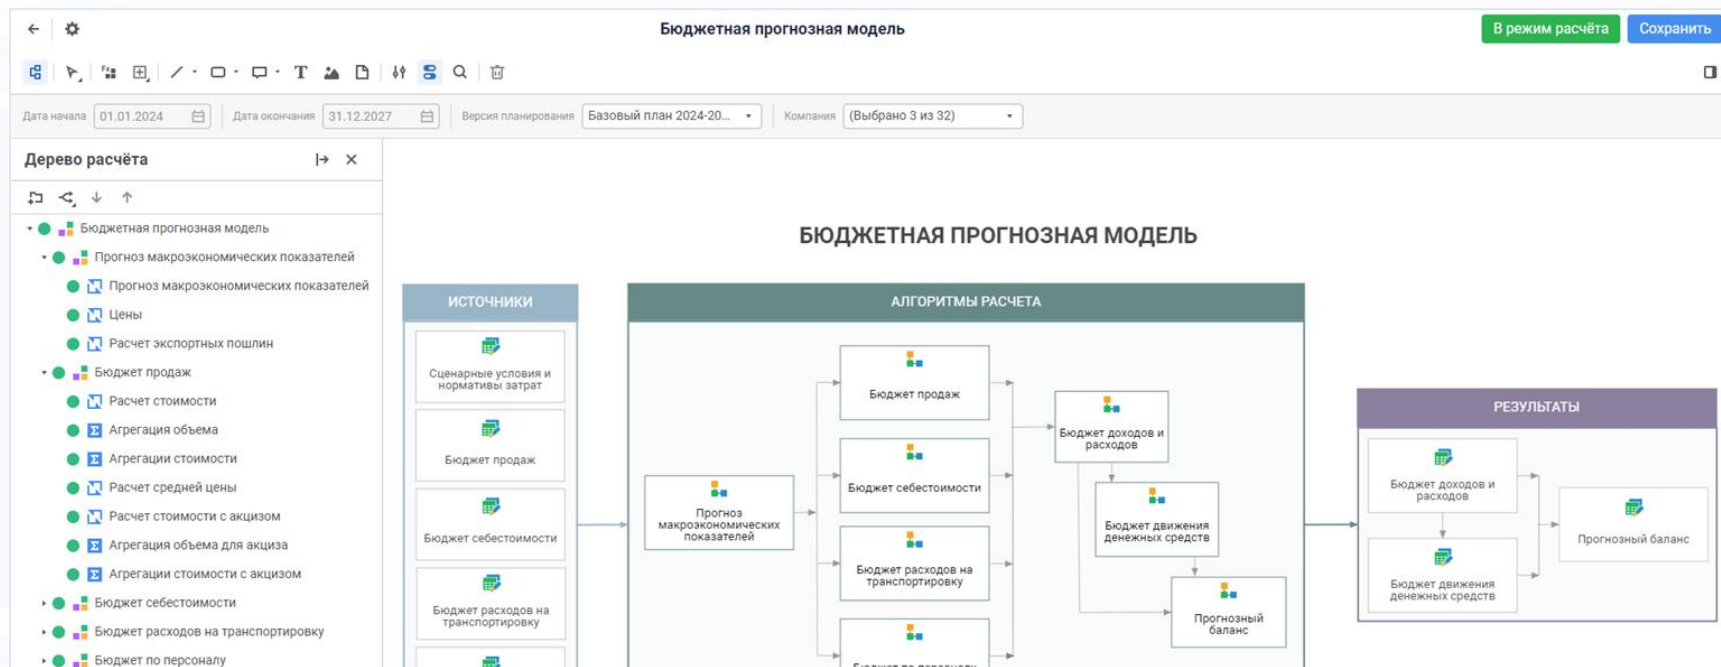 Бюджетная прогнозная модель
В режим расчёта
Сохранить
Дата начала
01.01.2024
Дата окончания
31.12.2027
Версия планирования
Базовый план 2024-20...
Компания
(Выбрано 3 из 32)
Дерево расчёта
Бюджетная прогнозная модель
Прогноз макроэкономических показателей
Прогноз макроэкономических показателей
Цены
Расчет экспортных пошлин
Бюджет продаж
Расчет стоимости
Агрегация объема
Агрегации стоимости
Расчет средней цены
Расчет стоимости с акцизом
Агрегация объема для акциза
Агрегации стоимости с акцизом
Бюджет себестоимости
Бюджет расходов на транспортировку
Бюджет по персоналу
БЮДЖЕТНАЯ ПРОГНОЗНАЯ МОДЕЛЬ
ИСТОЧНИКИ
Сценарные условия и
нормативы затрат
Бюджет продаж
Бюджет себестоимости
Бюджет расходов на
транспортировку
АЛГОРИТМЫ РАСЧЕТА
Прогноз
макроэкономических
показателей
Бюджет продаж
Бюджет себестоимости
Бюджет расходов на
транспортировку
Бюджет по персоналу
Бюджет доходов и
расходов
Бюджет движения
денежных средств
Прогнозный
баланс
РЕЗУЛЬТАТЫ
Бюджет доходов и
расходов
Бюджет движения
денежных средств
Прогнозный баланс